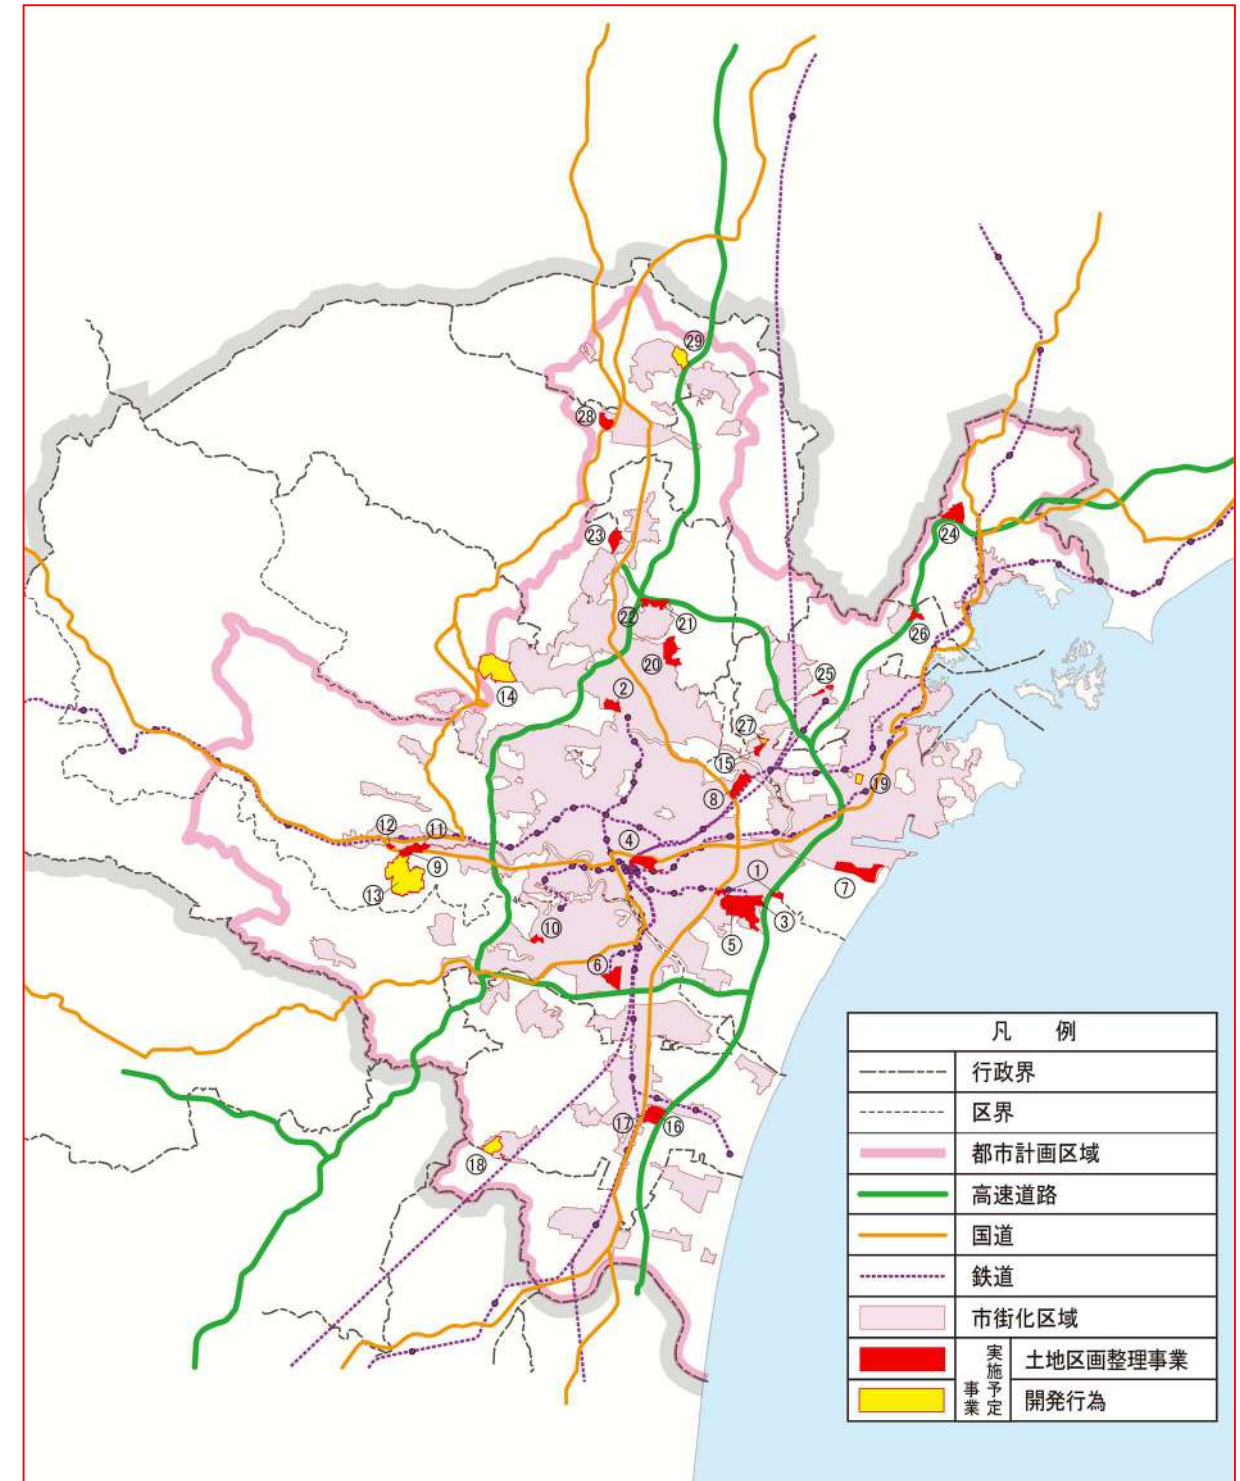 ㉙
㉘
㉔
㉓
㉒
㉑
㉖
⑳
㉕
②
⑭
㉗
⑮
⑧
⑲
⑫
⑪
④
⑨
①
⑦
⑬
③
⑩
⑤
⑥
⑰
⑯
⑱
凡 例
行政界
区界
都市計画区域
高速道路
国道
鉄道
市街化区域
実施予定事業
土地区画整理事業
開発行為